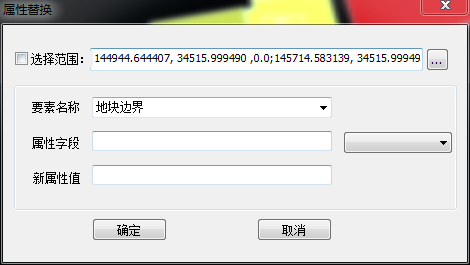 属性替换
选择范围： 144944.644407, 34515.999490 ,0.0;145714.583139, 34515.99949 ...
要素名称 地块边界
属性字段
新属性值
确定 取消